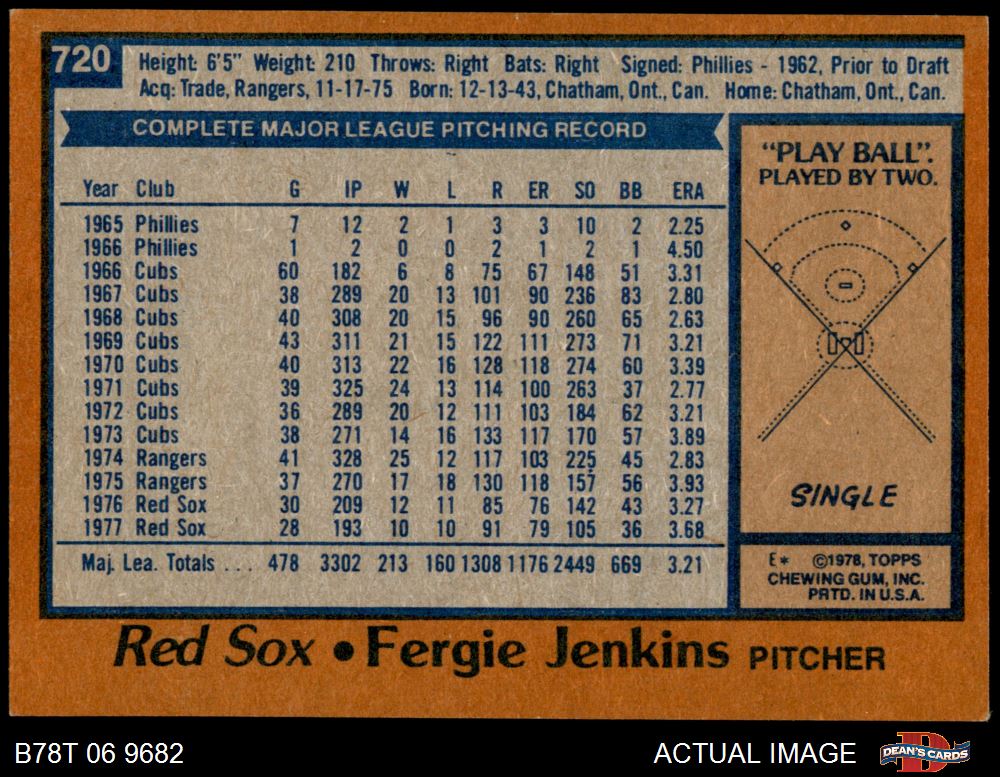 720
Height: 6'5" Weight: 210 Throws: Right Bats: Right Signed: Phillies - 1962, Prior to Draft
Acq: Trade, Rangers, 11-17-75 Born: 12-13-43, Chatham, Ont., Can. Home: Chatham, Ont., Can.
COMPLETE MAJOR LEAGUE PITCHING RECORD
Year Club G IP W L R ER SO BB ERA
1965 Phillies 7 12 2 1 3 3 10 2 2.25
1966 Phillies 1 2 0 0 2 1 2 1 4.50
1966 Cubs 60 182 6 8 75 67 148 51 3.31
1967 Cubs 38 289 20 13 101 90 236 83 2.80
1968 Cubs 40 308 20 15 96 90 260 65 2.63
1969 Cubs 43 311 21 15 122 111 273 71 3.21
1970 Cubs 40 313 22 16 128 118 274 60 3.39
1971 Cubs 39 325 24 13 114 100 263 37 2.77
1972 Cubs 36 289 20 12 111 103 184 62 3.21
1973 Cubs 38 271 14 16 133 117 170 57 3.89
1974 Rangers 41 328 25 12 117 103 225 45 2.83
1975 Rangers 37 270 17 18 130 118 157 56 3.93
1976 Red Sox 30 209 12 11 85 76 142 43 3.27
1977 Red Sox 28 193 10 10 91 79 105 36 3.68
Maj. Lea. Totals . . . 478 3302 213 160 1308 1176 2449 669 3.21
"PLAY BALL".
PLAYED BY TWO.
SINGLE
E* ©1978, TOPPS
CHEWING GUM, INC.
PRTD. IN U.S.A.
Red Sox • Fergie Jenkins PITCHER
B78T 06 9682
ACTUAL IMAGE
DEAN'S CARDS